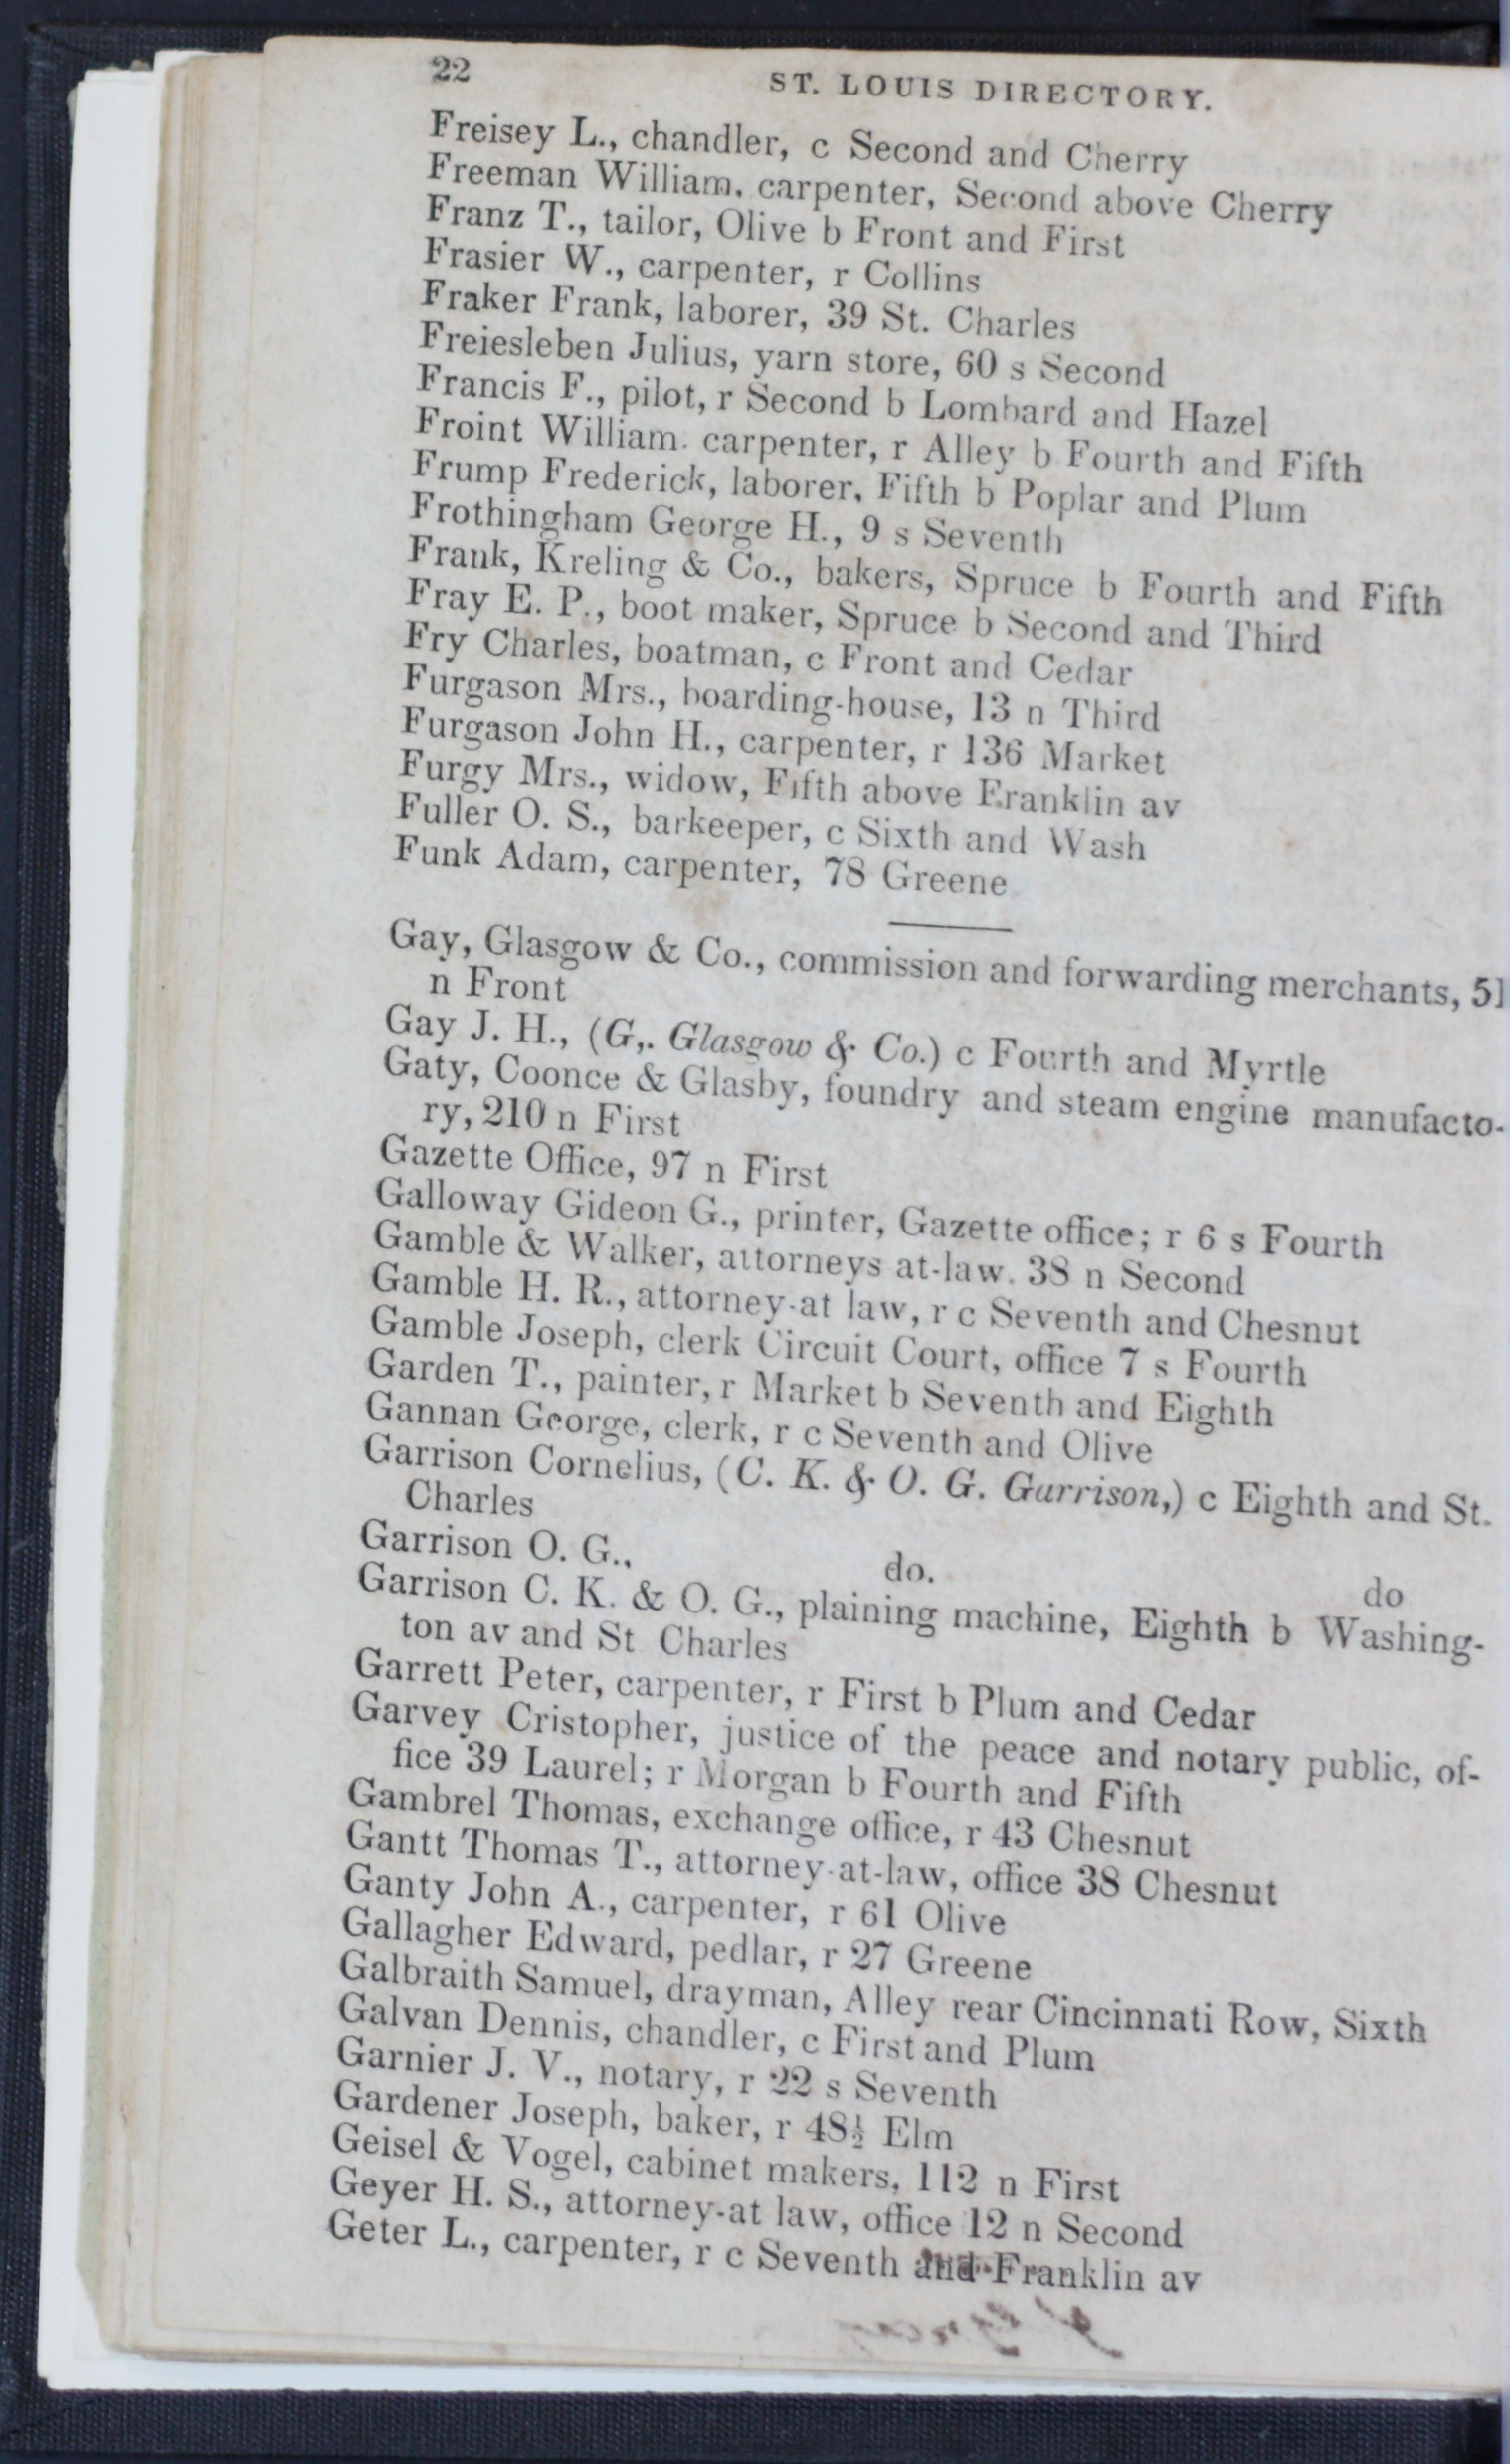 22
ST. LOUIS DIRECTORY.
Freisey L., chandler, c Second and Cherry
Freeman William, carpenter, Second above Cherry
Franz T., tailor, Olive b Front and First
Frasier W., carpenter, r Collins
Fraker Frank, laborer, 39 St. Charles
Freiesleben Julius, yarn store, 60 s Second
Francis F., pilot, r Second b Lombard and Hazel
Froint William. carpenter, r Alley b Fourth and Fifth
Frump Frederick, laborer, Fifth b Poplar and Plum
Frothingham George H., 9 s Seventh
Frank, Kreling & Co., bakers, Spruce b Fourth and Fifth
Fray E. P., boot maker, Spruce b Second and Third
Fry Charles, boatman, c Front and Cedar
Furgason Mrs., boarding-house, 13 n Third
Furgason John H., carpenter, r 136 Market
Furgy Mrs., widow, Fifth above Franklin av
Fuller O. S., barkeeper, c Sixth and Wash
Funk Adam, carpenter, 78 Greene
Gay, Glasgow & Co., commission and forwarding merchants, 51
n Front
Gay J. H., (G,. Glasgow & Co.) c Fourth and Myrtle
Gaty, Coonce & Glasby, foundry and steam engine manufacto-
ry, 210 n First
Gazette Office, 97 n First
Galloway Gideon G., printer, Gazette office; r 6 s Fourth
Gamble & Walker, attorneys at-law. 38 n Second
Gamble H. R., attorney-at law, r c Seventh and Chesnut
Gamble Joseph, clerk Circuit Court, office 7 s Fourth
Garden T., painter, r Market b Seventh and Eighth
Gannan George, clerk, r c Seventh and Olive
Garrison Cornelius, (C. K. & O. G. Garrison,) c Eighth and St.
Charles
Garrison O. G., do. do
Garrison C. K. & O. G., plaining machine, Eighth b Washing-
ton av and St Charles
Garrett Peter, carpenter, r First b Plum and Cedar
Garvey Cristopher, justice of the peace and notary public, of-
fice 39 Laurel; r Morgan b Fourth and Fifth
Gambrel Thomas, exchange office, r 43 Chesnut
Gantt Thomas T., attorney-at-law, office 38 Chesnut
Ganty John A., carpenter, r 61 Olive
Gallagher Edward, pedlar, r 27 Greene
Galbraith Samuel, drayman, Alley rear Cincinnati Row, Sixth
Galvan Dennis, chandler, c First and Plum
Garnier J. V., notary, r 22 s Seventh
Gardener Joseph, baker, r 48½ Elm
Geisel & Vogel, cabinet makers, 112 n First
Geyer H. S., attorney-at law, office 12 n Second
Geter L., carpenter, r c Seventh and Franklin av